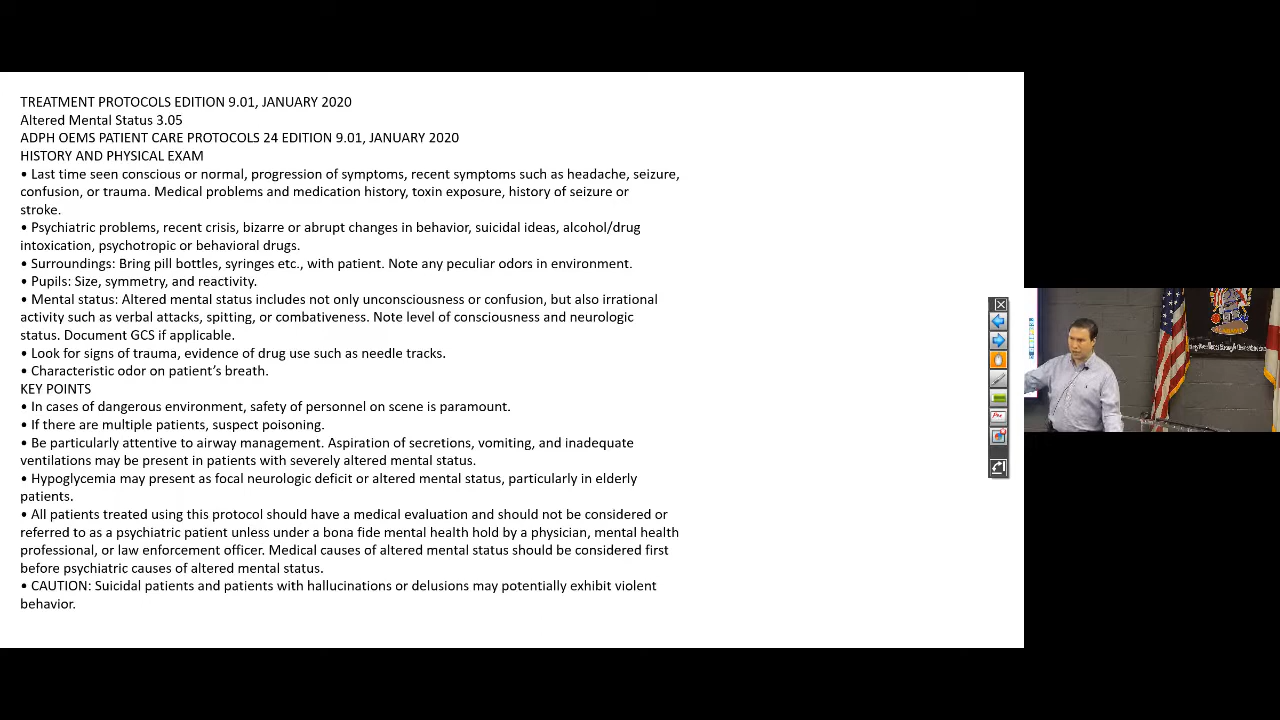 TREATMENT PROTOCOLS EDITION 9.01, JANUARY 2020
Altered Mental Status 3.05
ADPH OEMS PATIENT CARE PROTOCOLS 24 EDITION 9.01, JANUARY 2020
HISTORY AND PHYSICAL EXAM
• Last time seen conscious or normal, progression of symptoms, recent symptoms such as headache, seizure,
confusion, or trauma. Medical problems and medication history, toxin exposure, history of seizure or
stroke.
• Psychiatric problems, recent crisis, bizarre or abrupt changes in behavior, suicidal ideas, alcohol/drug
intoxication, psychotropic or behavioral drugs.
• Surroundings: Bring pill bottles, syringes etc., with patient. Note any peculiar odors in environment.
• Pupils: Size, symmetry, and reactivity.
• Mental status: Altered mental status includes not only unconsciousness or confusion, but also irrational
activity such as verbal attacks, spitting, or combativeness. Note level of consciousness and neurologic
status. Document GCS if applicable.
• Look for signs of trauma, evidence of drug use such as needle tracks.
• Characteristic odor on patient's breath.
KEY POINTS
• In cases of dangerous environment, safety of personnel on scene is paramount.
• If there are multiple patients, suspect poisoning.
• Be particularly attentive to airway management. Aspiration of secretions, vomiting, and inadequate
ventilations may be present in patients with severely altered mental status.
• Hypoglycemia may present as focal neurologic deficit or altered mental status, particularly in elderly
patients.
• All patients treated using this protocol should have a medical evaluation and should not be considered or
referred to as a psychiatric patient unless under a bona fide mental health hold by a physician, mental health
professional, or law enforcement officer. Medical causes of altered mental status should be considered first
before psychiatric causes of altered mental status.
• CAUTION: Suicidal patients and patients with hallucinations or delusions may potentially exhibit violent
behavior.